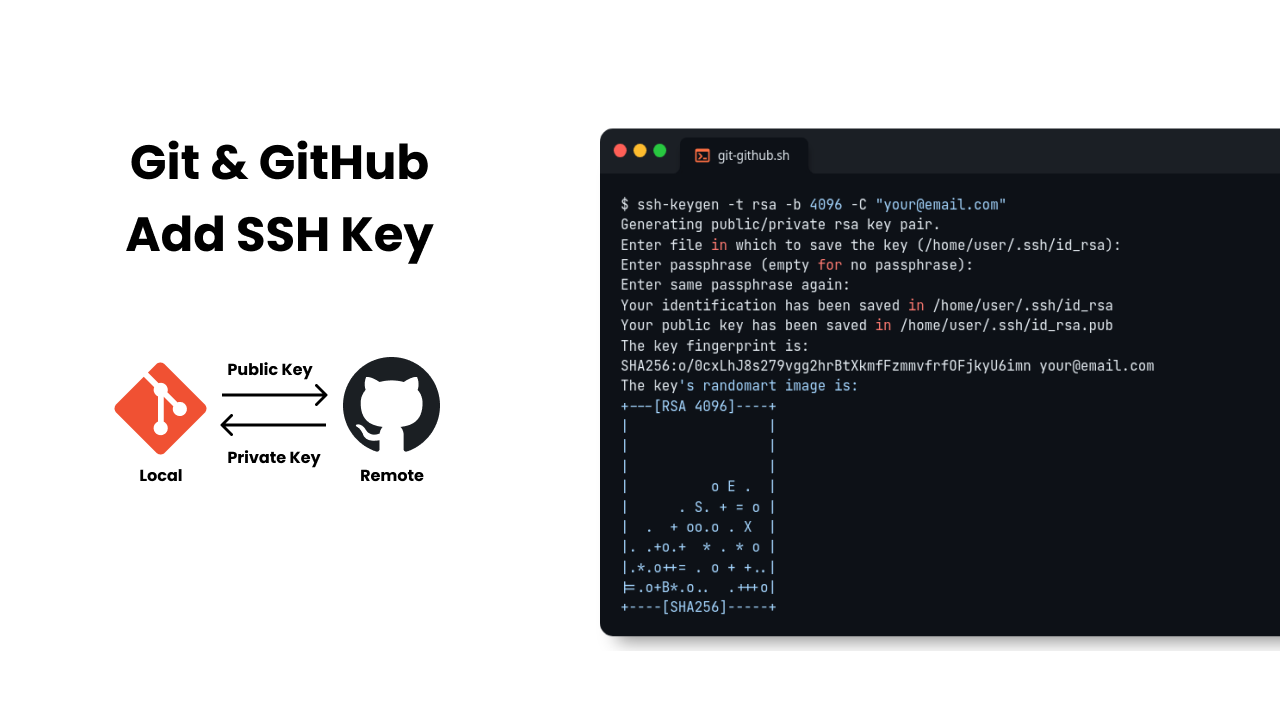 Git & GitHub
Add SSH Key
Public Key
Private Key
Local
Remote
git-github.sh
$ ssh-keygen -t rsa -b 4096 -C "your@email.com"
Generating public/private rsa key pair.
Enter file in which to save the key (/home/user/.ssh/id_rsa):
Enter passphrase (empty for no passphrase):
Enter same passphrase again:
Your identification has been saved in /home/user/.ssh/id_rsa
Your public key has been saved in /home/user/.ssh/id_rsa.pub
The key fingerprint is:
SHA256:o/0cxLhJ8s279vgg2hrBtXkmfFzmmvfrfOFjkyU6imn your@email.com
The key's randomart image is:
+---[RSA 4096]----+
|                 |
|                 |
|                 |
|          o E .  |
|      . S. + = o |
|  .  + oo.o . X  |
|. .+o.+  * . * o |
|.*.o++= . o + +..|
|=.o+B*.o..  .+++o|
+----[SHA256]-----+